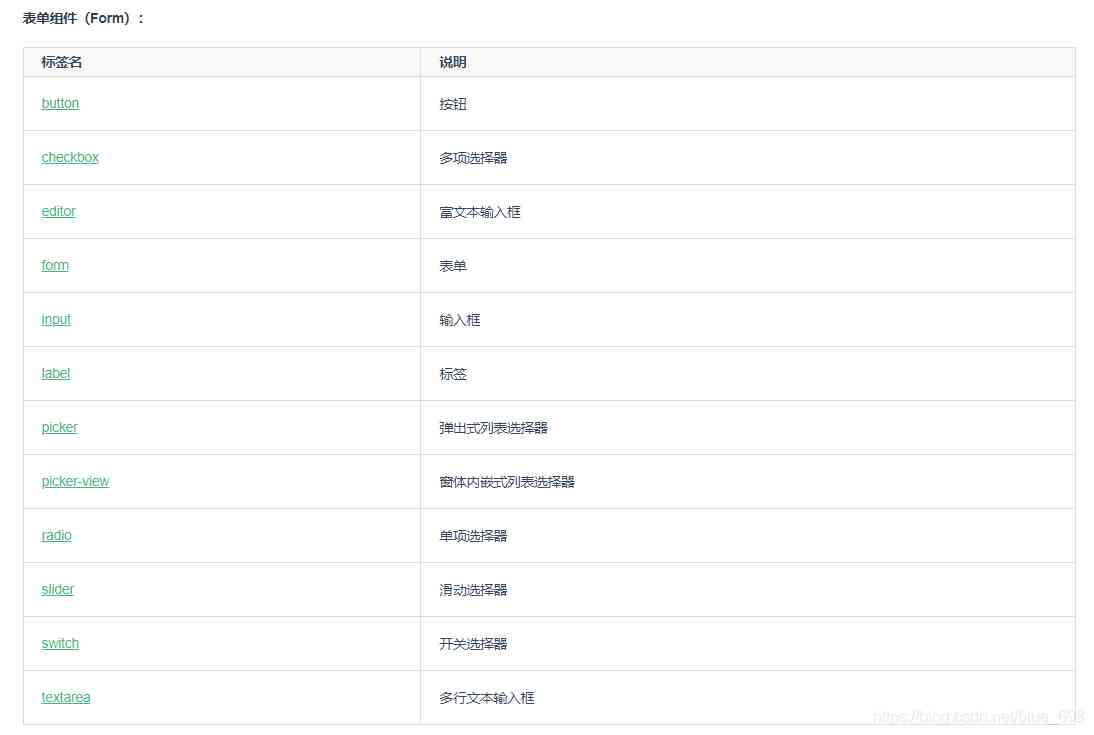 表单组件（Form）：
标签名 说明
button 按钮
checkbox 多项选择器
editor 富文本输入框
form 表单
input 输入框
label 标签
picker 弹出式列表选择器
picker-view 窗体内嵌式列表选择器
radio 单项选择器
slider 滑动选择器
switch 开关选择器
textarea 多行文本输入框
https://blog.csdn.net/blue_698